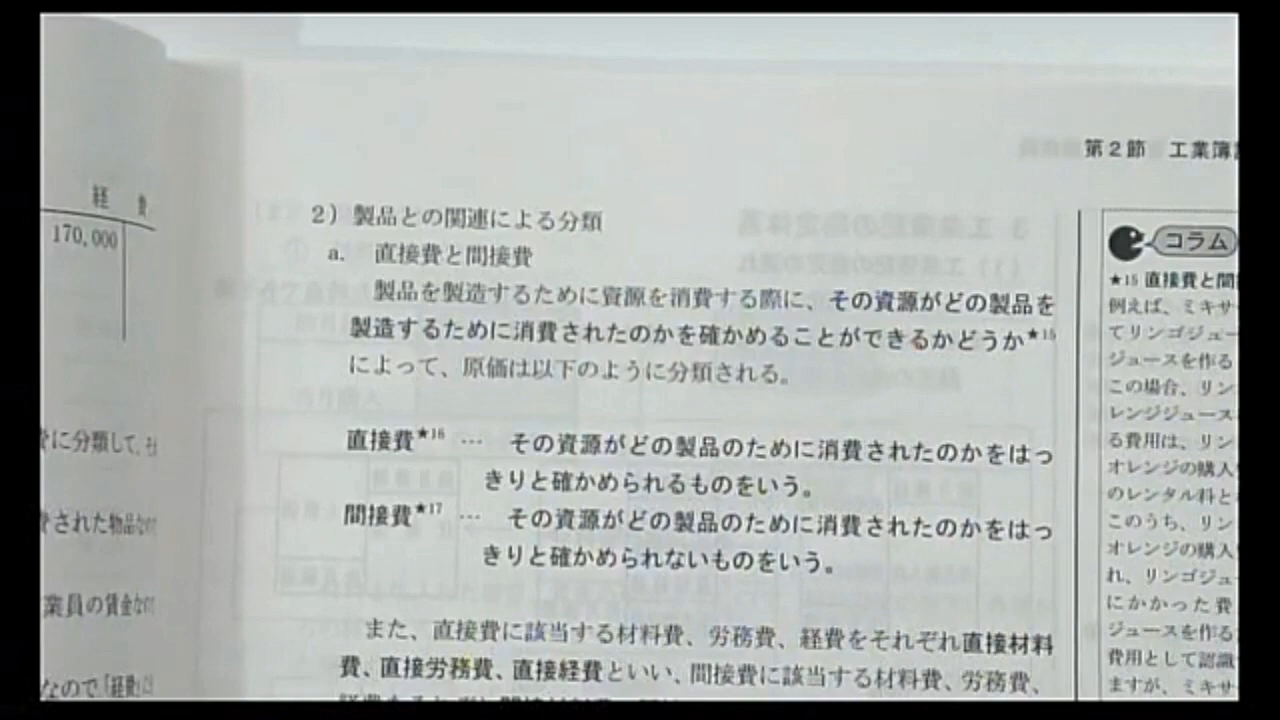 第2節 工業簿
経 費
170,000
に分類して、
された物品
業員の賃金
なので「経費」
2）製品との関連による分類
a. 直接費と間接費
製品を製造するために資源を消費する際に、その資源がどの製品を
製造するために消費されたのかを確かめることができるかどうか★15
によって、原価は以下のように分類される。
直接費★16 … その資源がどの製品のために消費されたのかをはっ
きりと確かめられるものをいう。
間接費★17 … その資源がどの製品のために消費されたのかをはっ
きりと確かめられないものをいう。
また、直接費に該当する材料費、労務費、経費をそれぞれ直接材料
費、直接労務費、直接経費といい、間接費に該当する材料費、労務費、
コラム
★15 直接費と間
例えば、ミキサ
てリンゴジュー
ジュースを作る
この場合、リン
レンジジュース
る費用は、リン
オレンジの購入
のレンタル料と
このうち、リン
オレンジの購入
れ、リンゴジュ
にかかった費
ジュースを作る
費用として認識
ますが、ミキサ